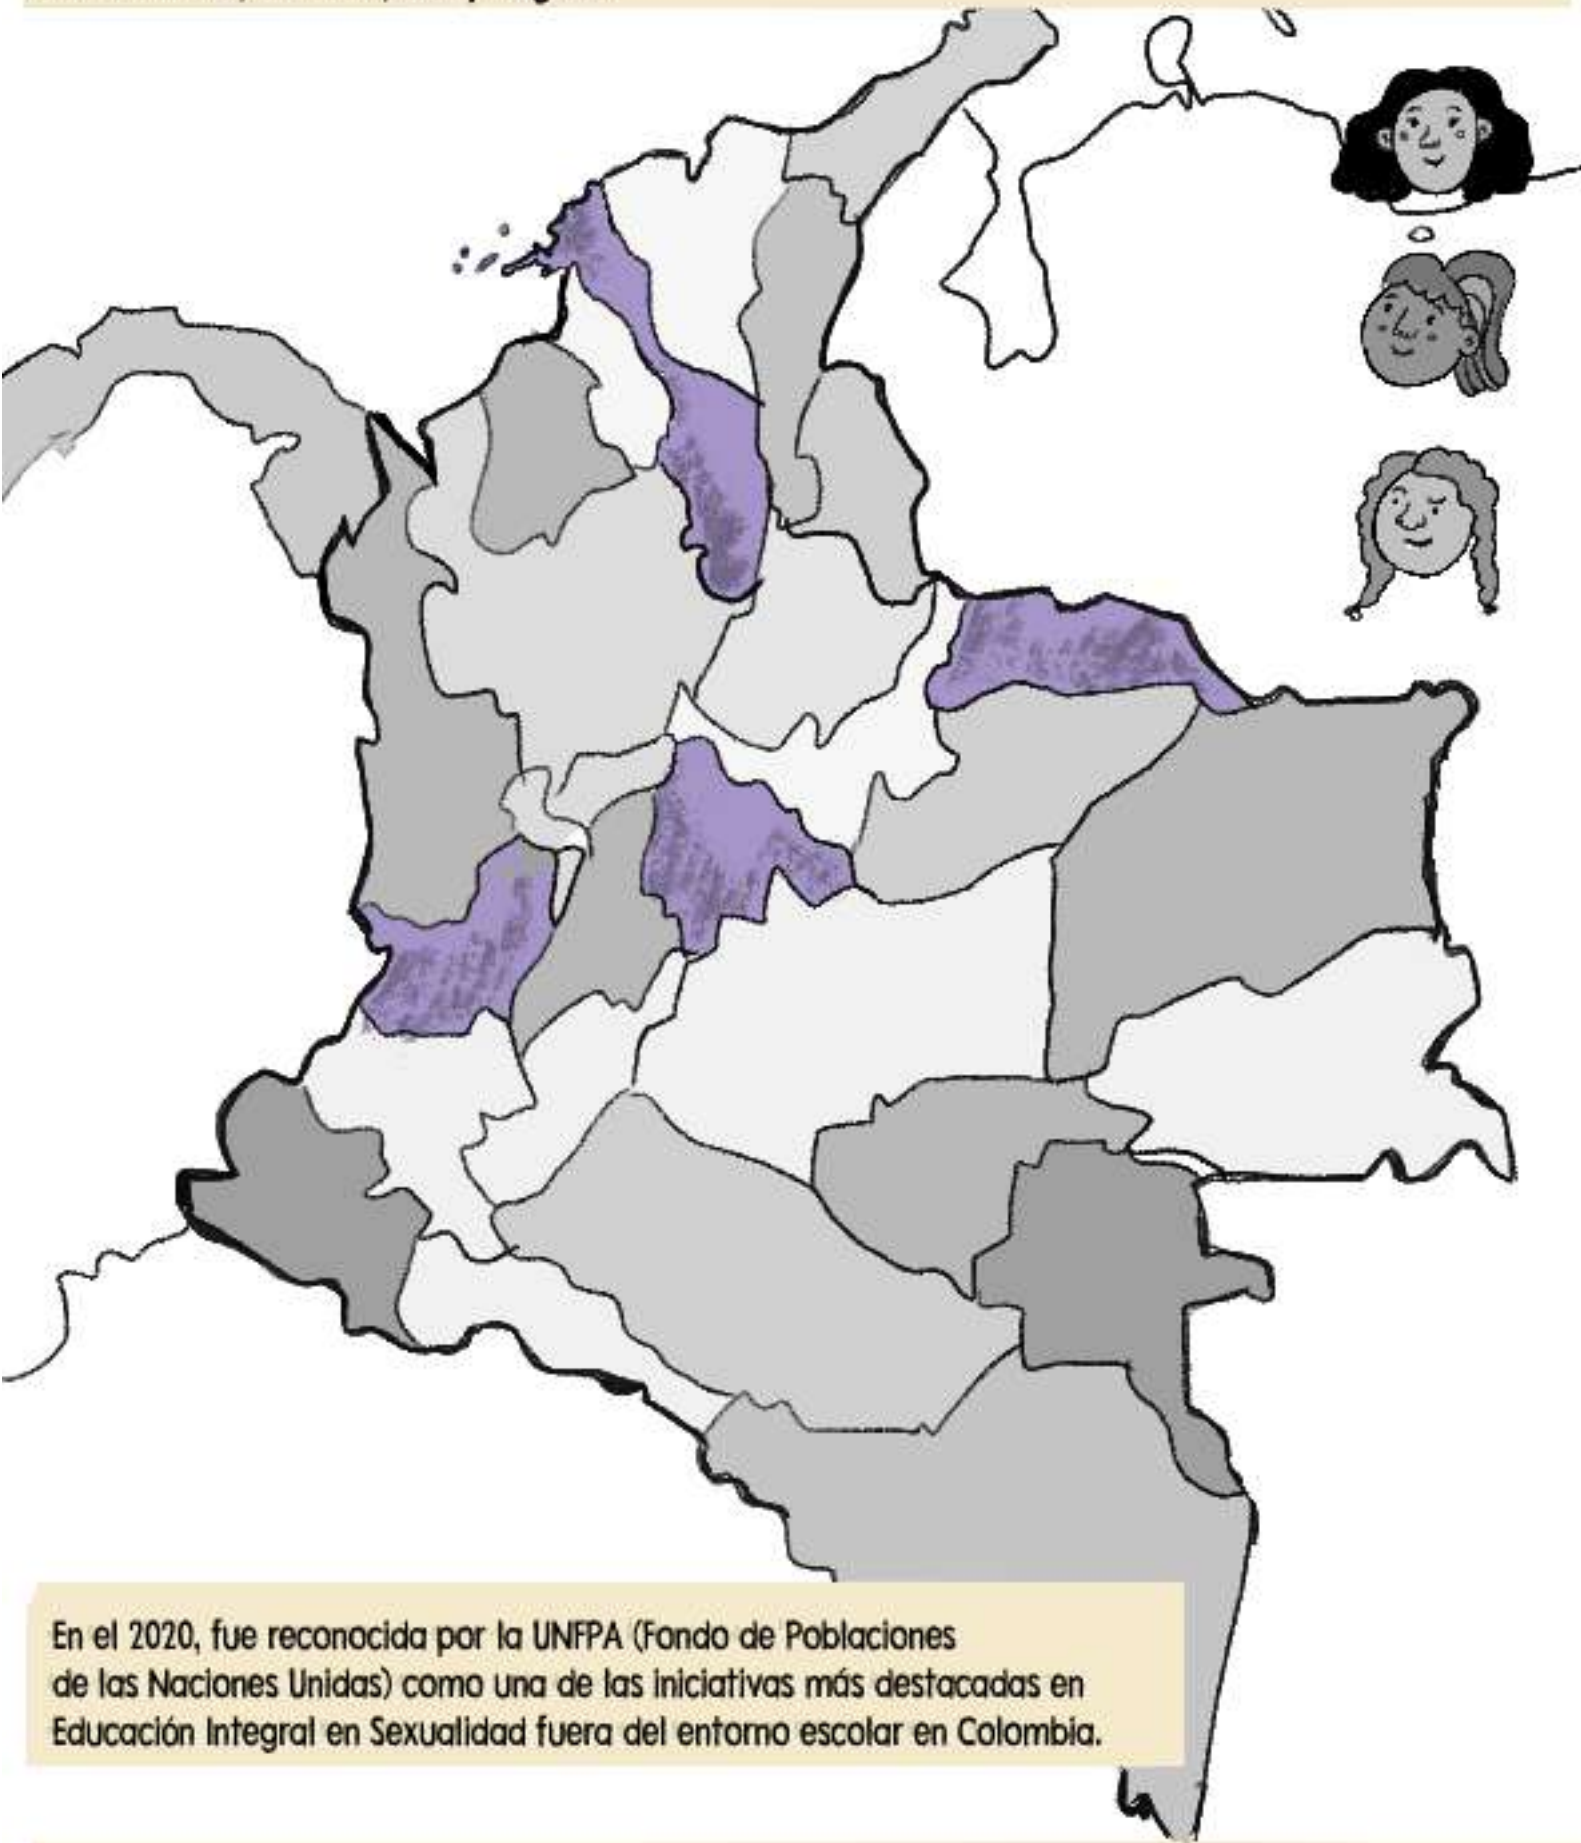 En el 2020, fue reconocida por la UNFPA (Fondo de Poblaciones
de las Naciones Unidas) como una de las iniciativas más destacadas en
Educación Integral en Sexualidad fuera del entorno escolar en Colombia.